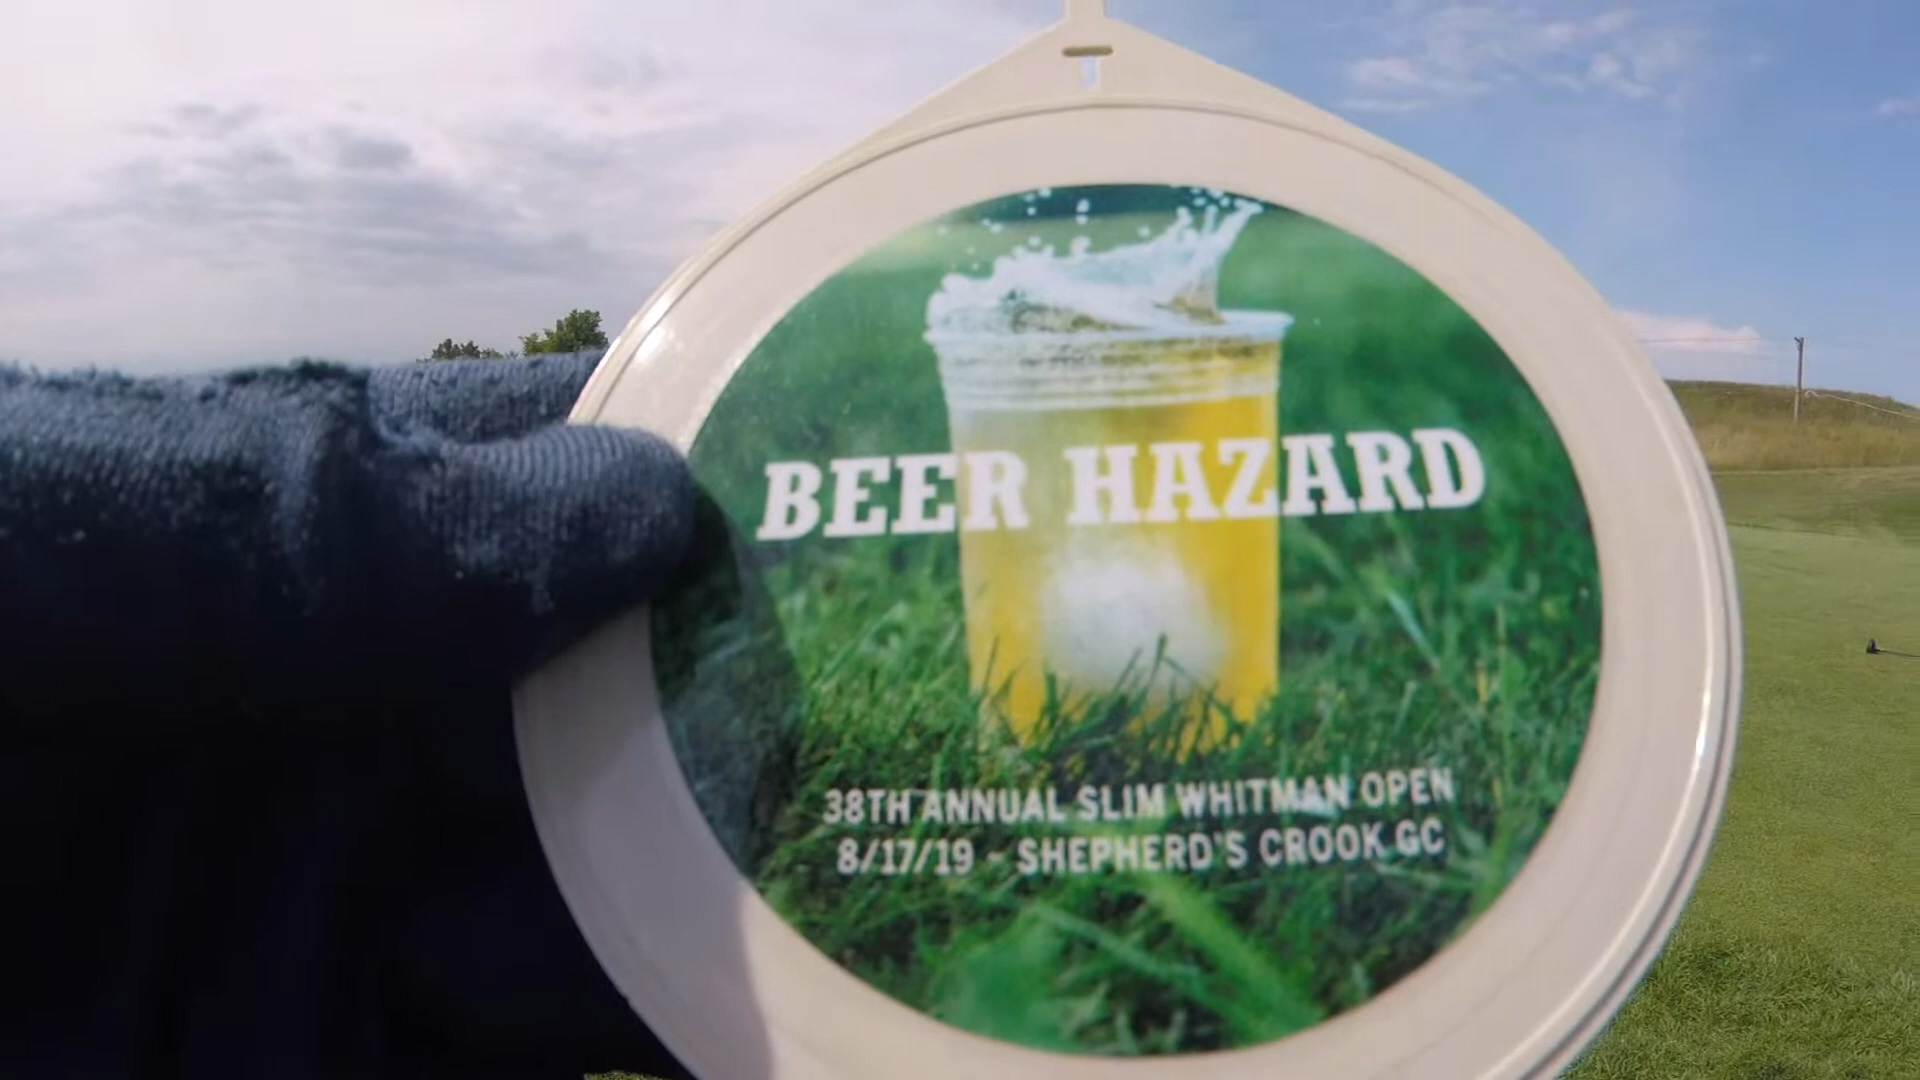 BEER HAZARD
38TH ANNUAL SLIM WHITMAN OPEN
8/17/19 - SHEPHERD'S CROOK GC